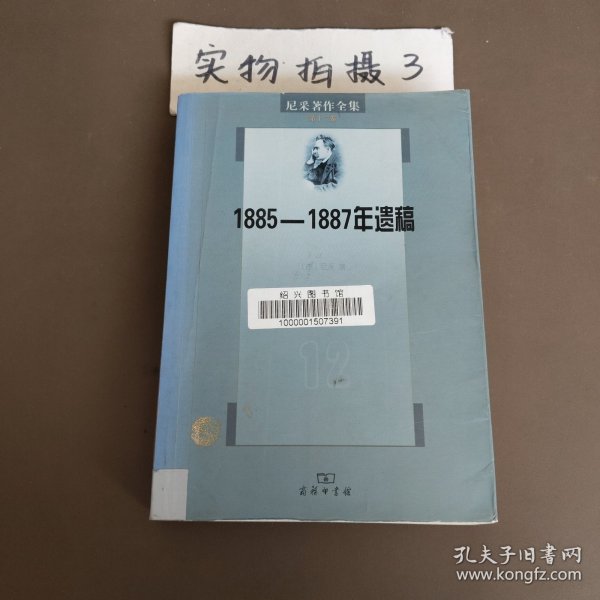 实物拍摄3
尼采著作全集
1885—1887年遗稿
绍兴图书馆
1000001507391
12
商务印书馆
孔夫子旧书网
www.kongfz.com